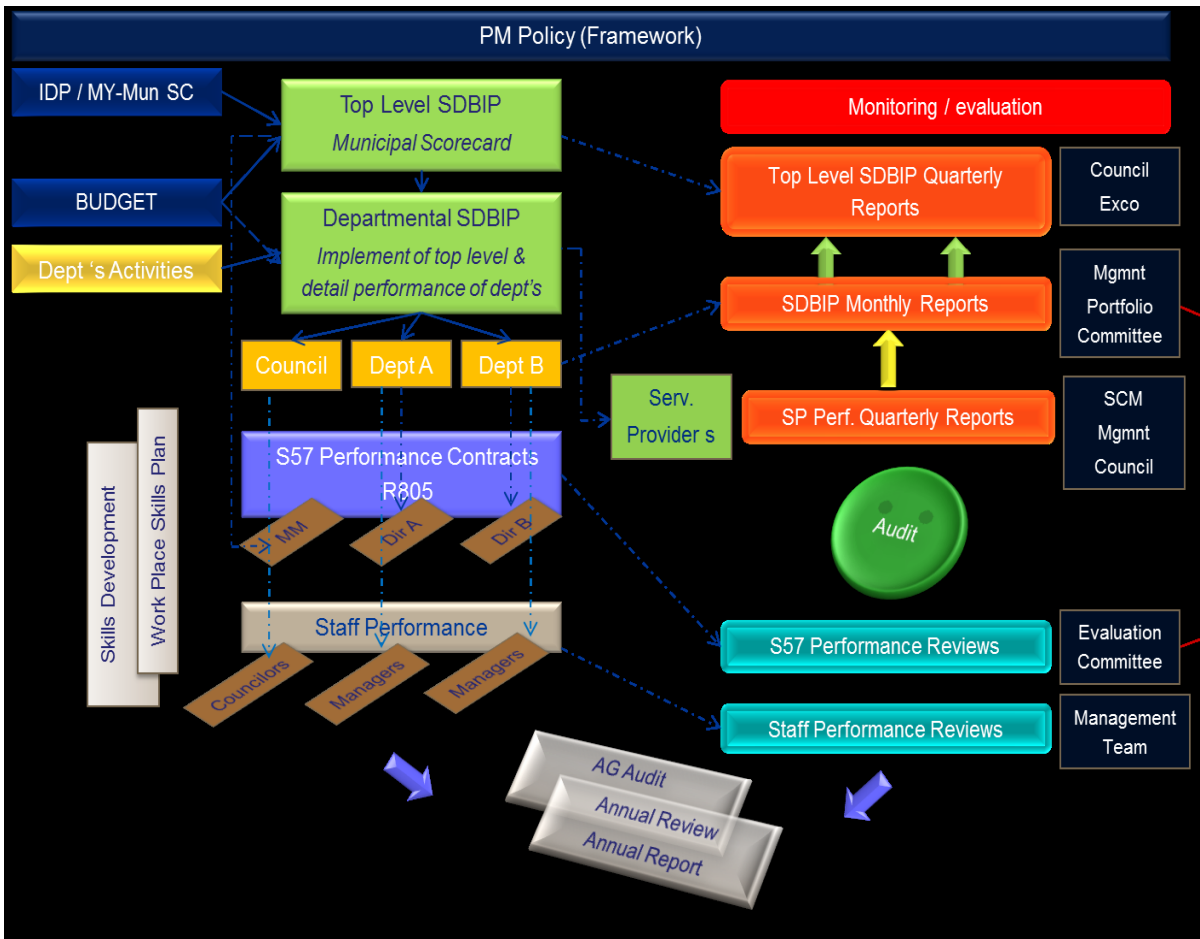 PM Policy (Framework)
IDP / MY-Mun SC
BUDGET
Dept ‘s Activities
Top Level SDBIP
Municipal Scorecard
Departmental SDBIP
Implement of top level &
detail performance of dept’s
Council
Dept A
Dept B
S57 Performance Contracts
R805
MM
Dir A
Dir B
Staff Performance
Councilors
Managers
Managers
Skills Development
Work Place Skills Plan
Serv.
Provider s
Monitoring / evaluation
Top Level SDBIP Quarterly
Reports
Council
Exco
SDBIP Monthly Reports
Mgmnt
Portfolio
Committee
SP Perf. Quarterly Reports
SCM
Mgmnt
Council
Audit
S57 Performance Reviews
Evaluation
Committee
Staff Performance Reviews
Management
Team
AG Audit
Annual Review
Annual Report